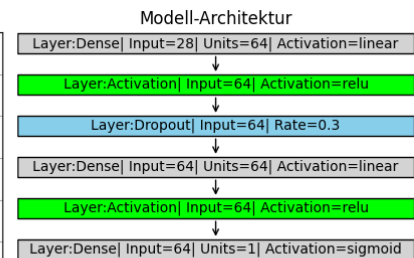 Modell-Architektur
Layer:Dense| Input=28| Units=64| Activation=linear
Layer:Activation| Input=64| Activation=relu
Layer:Dropout| Input=64| Rate=0.3
Layer:Dense| Input=64| Units=64| Activation=linear
Layer:Activation| Input=64| Activation=relu
Layer:Dense| Input=64| Units=1| Activation=sigmoid